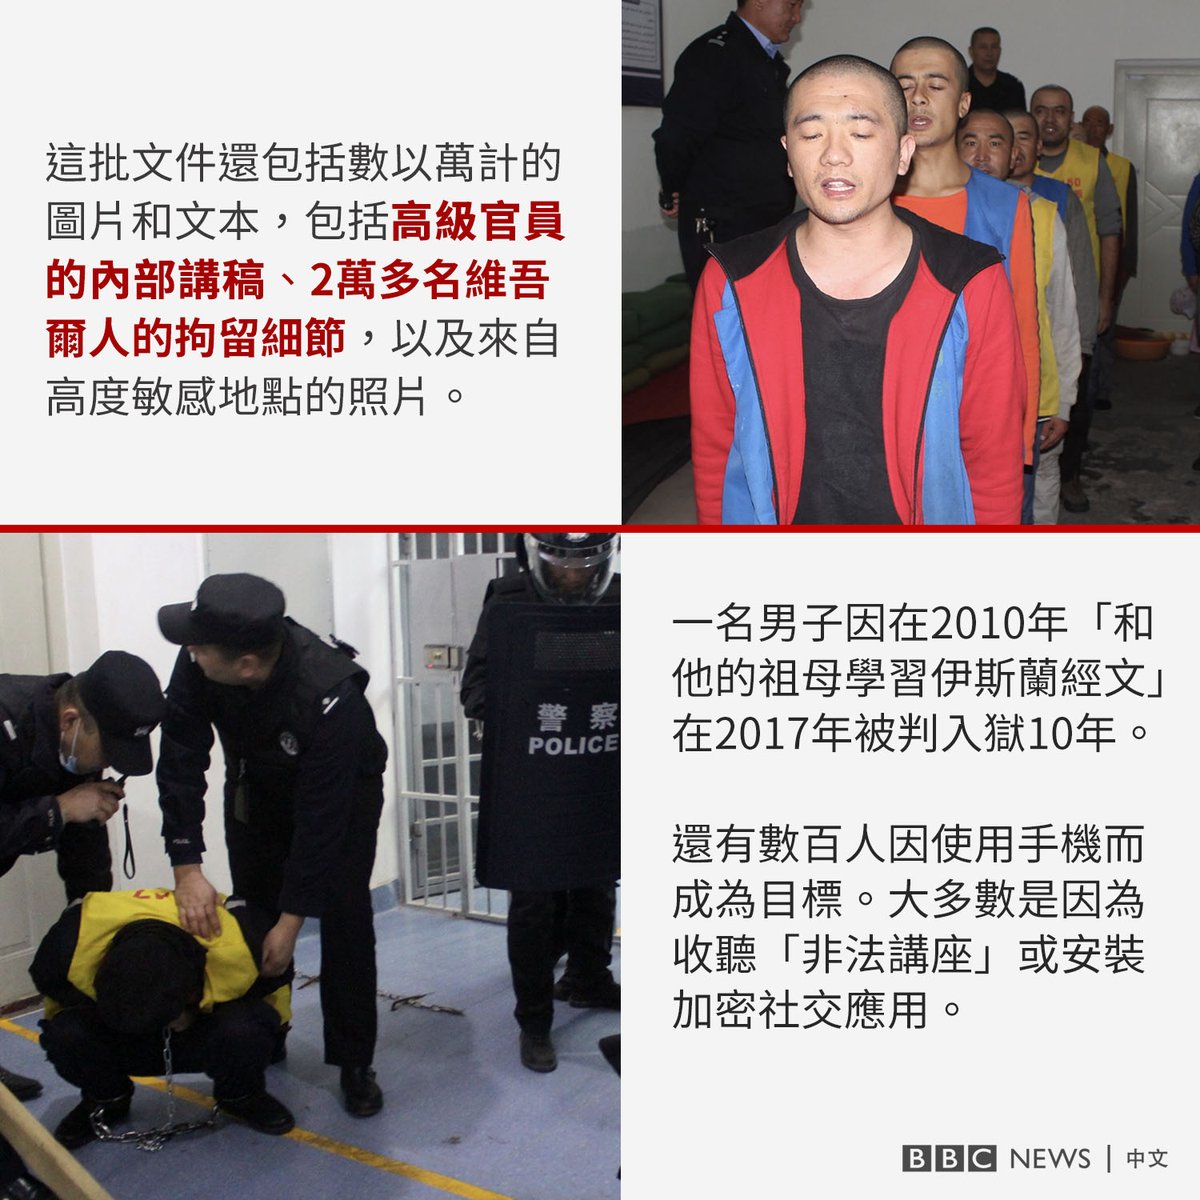 這批文件還包括數以萬計的
圖片和文本，包括高級官員
的內部講稿、2萬多名維吾
爾人的拘留細節，以及來自
高度敏感地點的照片。
警察
POLICE
一名男子因在2010年「和
他的祖母學習伊斯蘭經文」
在2017年被判入獄10年。
還有數百人因使用手機而
成為目標。大多數是因為
收聽「非法講座」或安裝
加密社交應用。
BBC NEWS | 中文